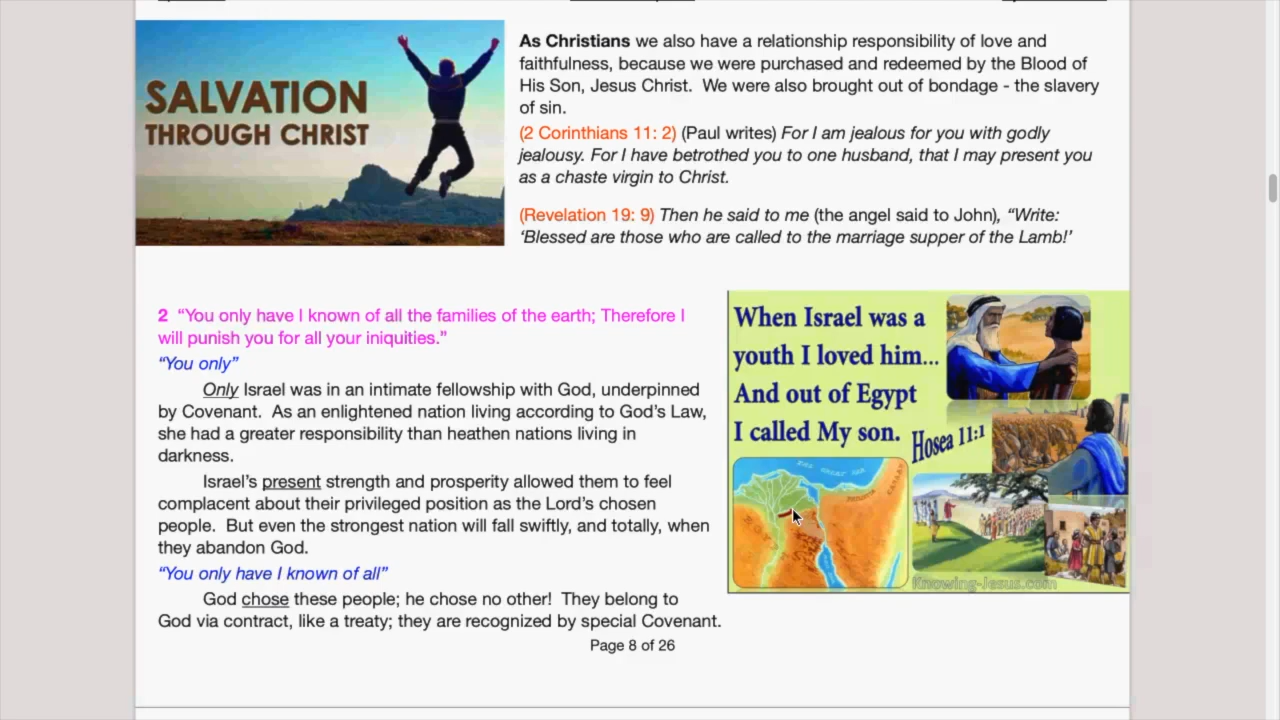 SALVATION
THROUGH CHRIST
As Christians we also have a relationship responsibility of love and
faithfulness, because we were purchased and redeemed by the Blood of
His Son, Jesus Christ.  We were also brought out of bondage - the slavery
of sin.
(2 Corinthians 11: 2) (Paul writes) For I am jealous for you with godly
jealousy. For I have betrothed you to one husband, that I may present you
as a chaste virgin to Christ.
(Revelation 19: 9) Then he said to me (the angel said to John), “Write:
‘Blessed are those who are called to the marriage supper of the Lamb!’
2  “You only have I known of all the families of the earth; Therefore I
will punish you for all your iniquities.”
“You only”
Only Israel was in an intimate fellowship with God, underpinned
by Covenant.  As an enlightened nation living according to God’s Law,
she had a greater responsibility than heathen nations living in
darkness.
Israel’s present strength and prosperity allowed them to feel
complacent about their privileged position as the Lord’s chosen
people.  But even the strongest nation will fall swiftly, and totally, when
they abandon God.
“You only have I known of all”
God chose these people; he chose no other!  They belong to
God via contract, like a treaty; they are recognized by special Covenant.
When Israel was a
youth I loved him...
And out of Egypt
I called My son.
Hosea 11:1
Knowing-Jesus.com
Page 8 of 26